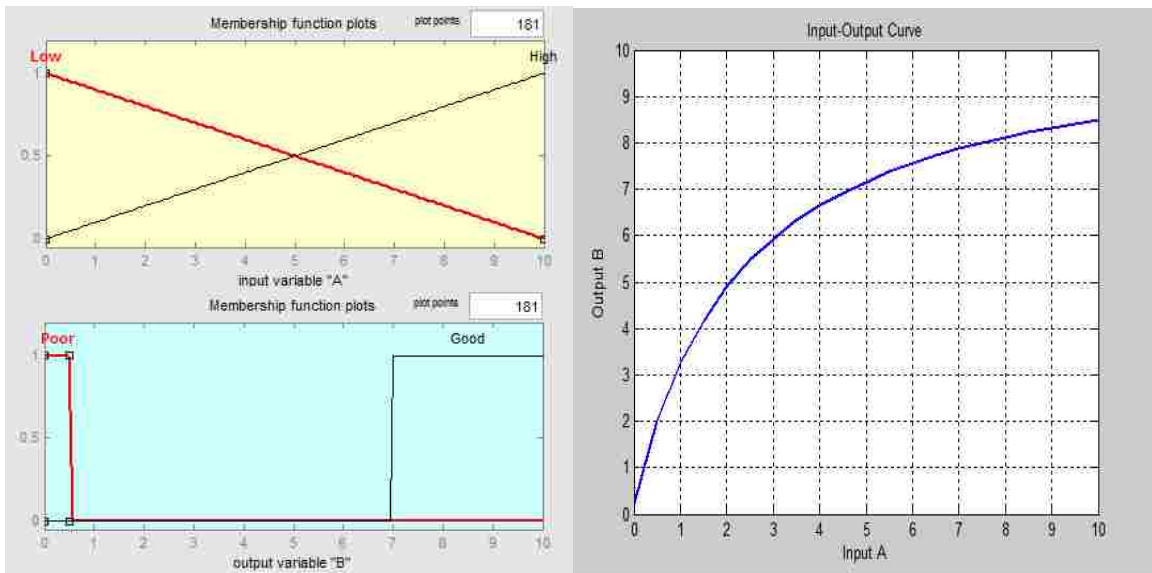 Membership function plots plot points 181
Low High
1
0.5
0
0 1 2 3 4 5 6 7 8 9 10
input variable "A"
Membership function plots plot points 181
Poor Good
1
0.5
0
0 1 2 3 4 5 6 7 8 9 10
output variable "B"
Input-Output Curve
10
9
8
7
6
5
4
3
2
1
0
Output B
0 1 2 3 4 5 6 7 8 9 10
Input A